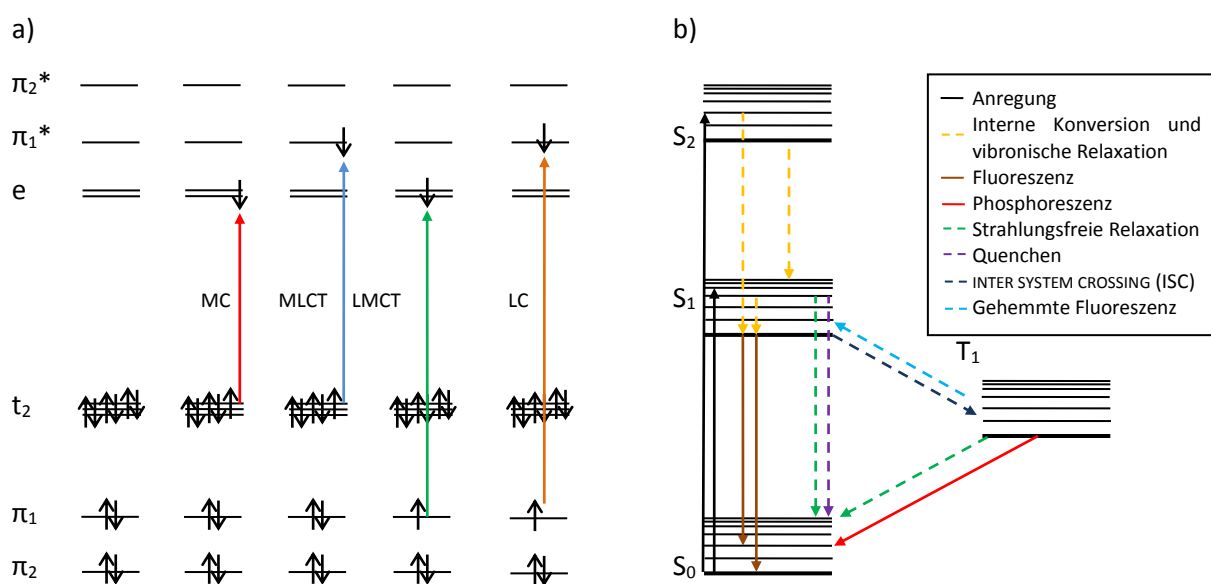 a)
π₂*
π₁*
e
MC MLCT LMCT LC
t₂
π₁
π₂
b)
S₂
S₁
T₁
S₀
Anregung
Interne Konversion und
vibronische Relaxation
Fluoreszenz
Phosphoreszenz
Strahlungsfreie Relaxation
Quenchen
INTER SYSTEM CROSSING (ISC)
Gehemmte Fluoreszenz